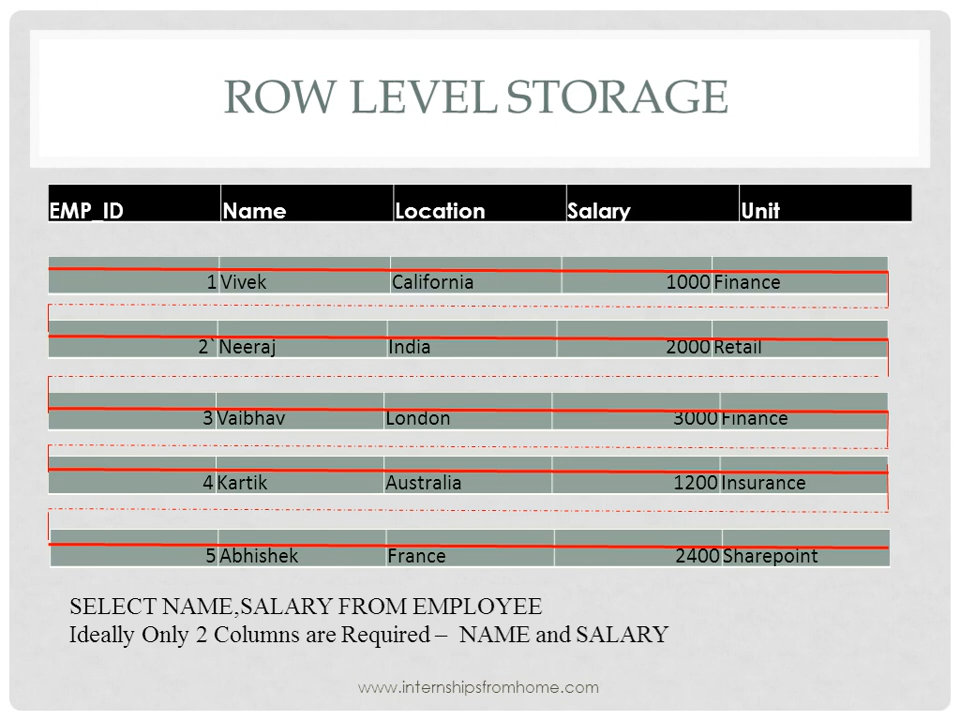 ROW LEVEL STORAGE
EMP_ID Name Location Salary Unit
1 Vivek California 1000 Finance
2` Neeraj India 2000 Retail
3 Vaibhav London 3000 Finance
4 Kartik Australia 1200 Insurance
5 Abhishek France 2400 Sharepoint
SELECT NAME,SALARY FROM EMPLOYEE
Ideally Only 2 Columns are Required – NAME and SALARY
www.internshipsfromhome.com